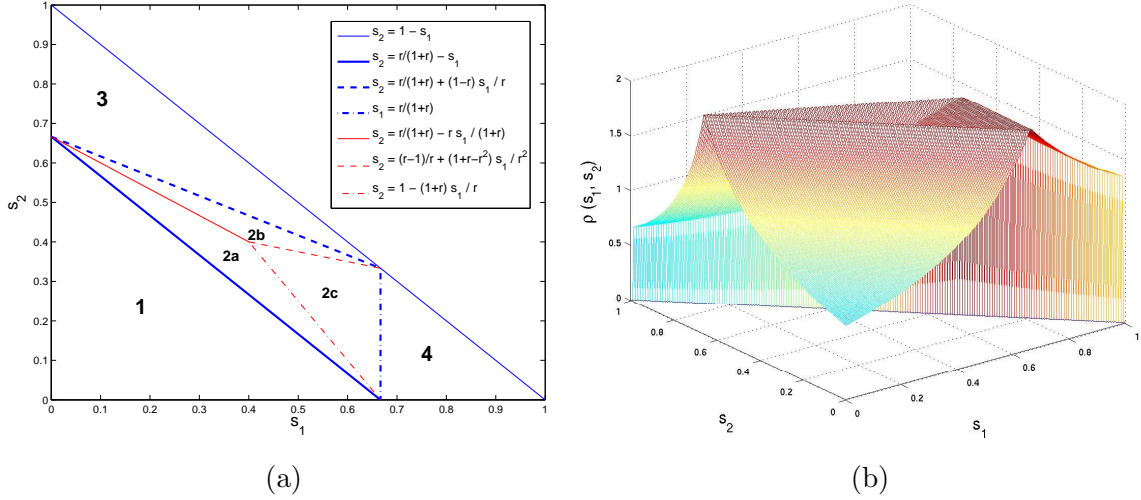 1
0.9
0.8
0.7
0.6
0.5
0.4
0.3
0.2
0.1
0
s2
0
0.1
0.2
0.3
0.4
0.5
0.6
0.7
0.8
0.9
1
s1
3
1
2a
2b
2c
4
s2 = 1 − s1
s2 = r/(1+r) − s1
s2 = r/(1+r) + (1−r) s1 / r
s1 = r/(1+r)
s2 = r/(1+r) − r s1 / (1+r)
s2 = (r−1)/r + (1+r−r²) s1 / r²
s2 = 1 − (1+r) s1 / r
(a)
2
1.5
1
0.5
0
ρ (s1, s2)
1
0.8
0.6
0.4
0.2
0
s2
0
0.2
0.4
0.6
0.8
1
s1
(b)